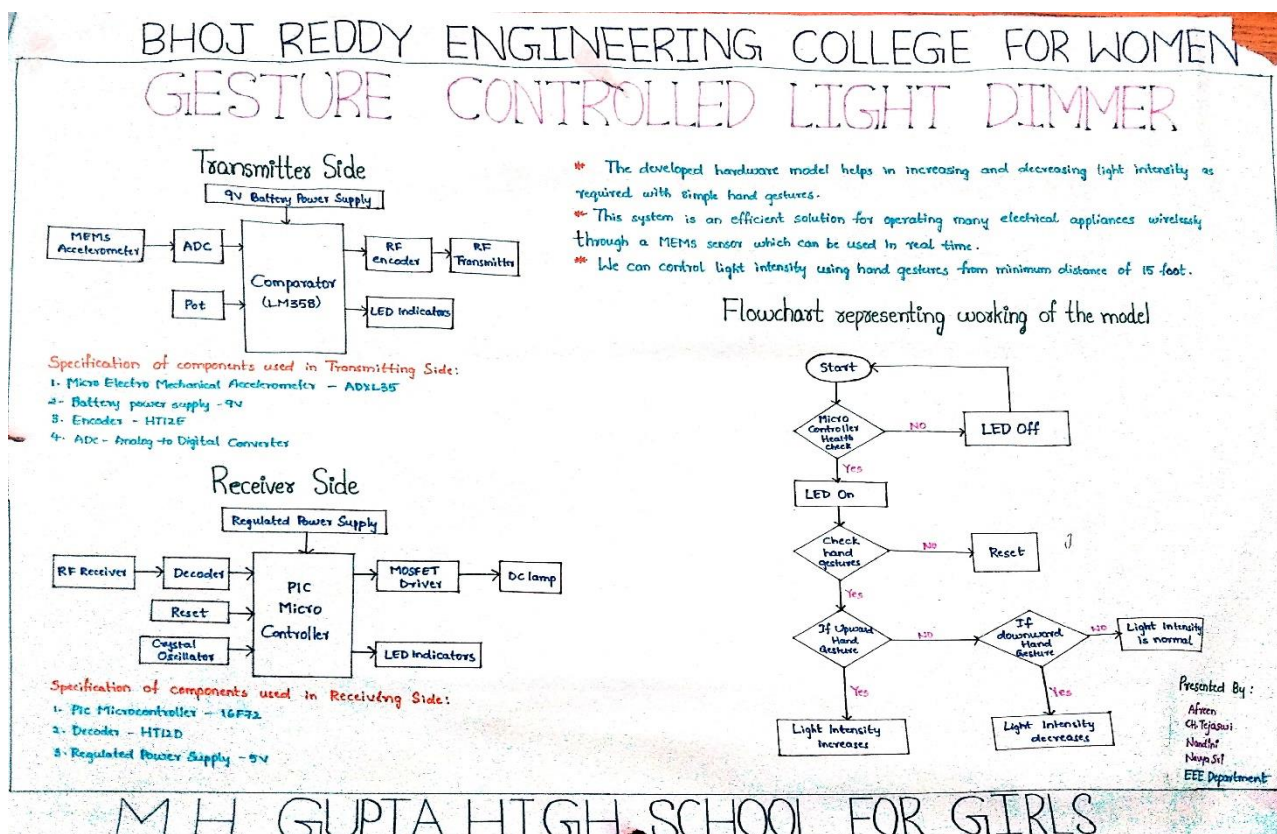 BHOJ REDDY ENGINEERING COLLEGE FOR WOMEN
GESTURE CONTROLLED LIGHT DIMMER
Transmitter Side
9V Battery Power Supply
MEMS
Accelerometer
ADC
Pot
Comparator
(LM358)
RF
encoder
RF
Transmitter
LED Indicators
Specification of components used in Transmitting Side:
1. Micro Electro Mechanical Accelerometer - ADXL35
2- Battery power supply -9V
3. Encoder - HT12E
4. ADC - Analog to Digital Converter
Receiver Side
Regulated Power Supply
RF Receiver
Decoder
Reset
Crystal
Oscillator
PIC
Micro
Controller
MOSFET
Driver
DC lamp
LED Indicators
Specification of components used in Receiving Side:
1. Pic Microcontroller - 16F72
2. Decoder - HT12D
3. Regulated Power Supply -5V
** The developed hardware model helps in increasing and decreasing light intensity as
required with simple hand gestures.
** This system is an efficient solution for operating many electrical appliances wirelessly
through a MEMS sensor which can be used in real time.
** We can control light intensity using hand gestures from minimum distance of 15 foot.
Flowchart representing working of the model
Start
Micro
Controller
Health
Check
NO
LED Off
Yes
LED On
Check
hand
gestures
NO
Reset
Yes
If Upward
Hand
Gesture
NO
If
downward
Hand
Gesture
NO
Light Intensity
is normal
Yes
Light Intensity
increases
Yes
Light Intensity
decreases
Presented By :
Afreen
CH. Tejaswi
Nandini
Navya Sri
EEE Department
M H GUPTA HIGH SCHOOL FOR GIRLS